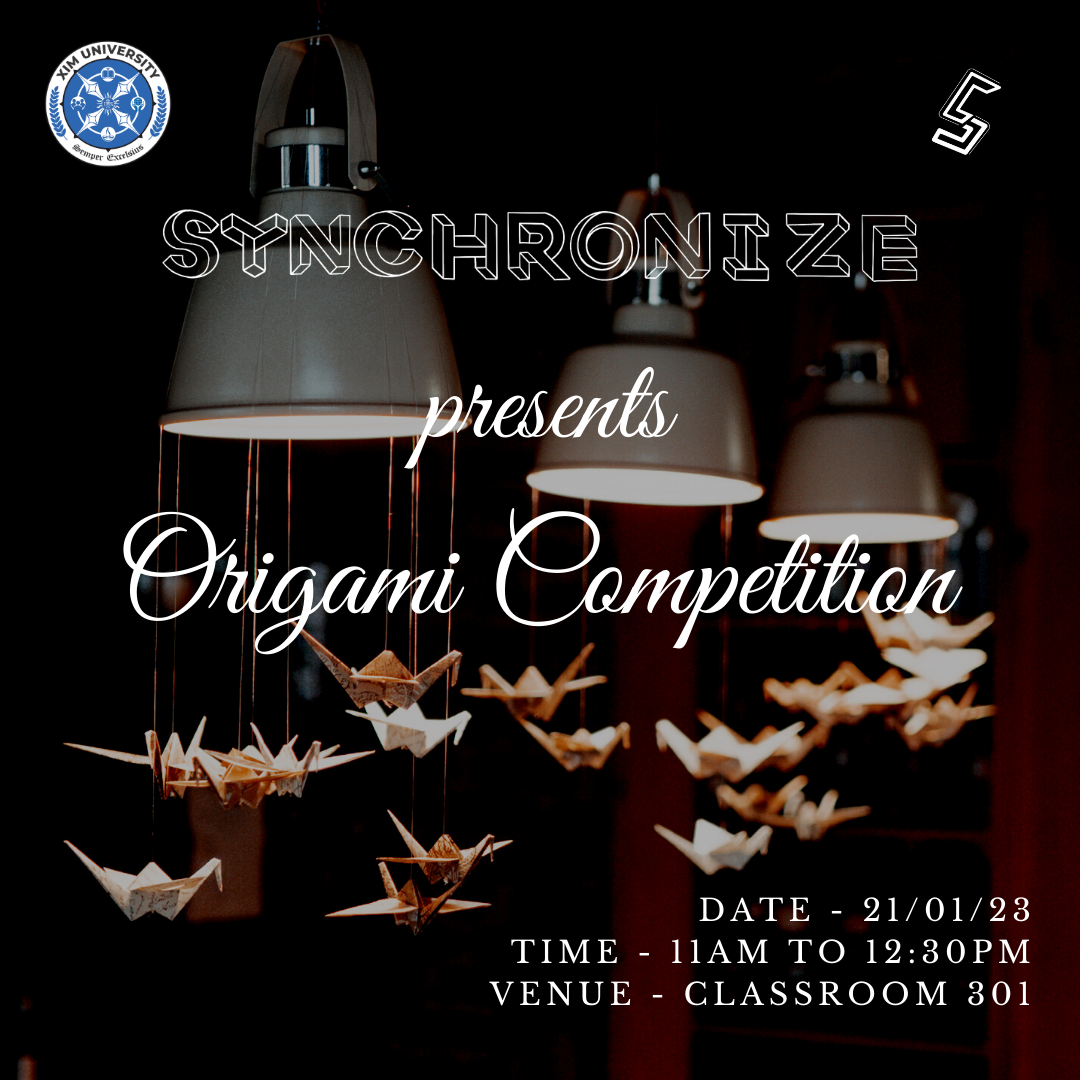 XIM UNIVERSITY
Semper Excelsius
S
SYNCHRONIZE
presents
Origami Competition
DATE - 21/01/23
TIME - 11AM TO 12:30PM
VENUE - CLASSROOM 301